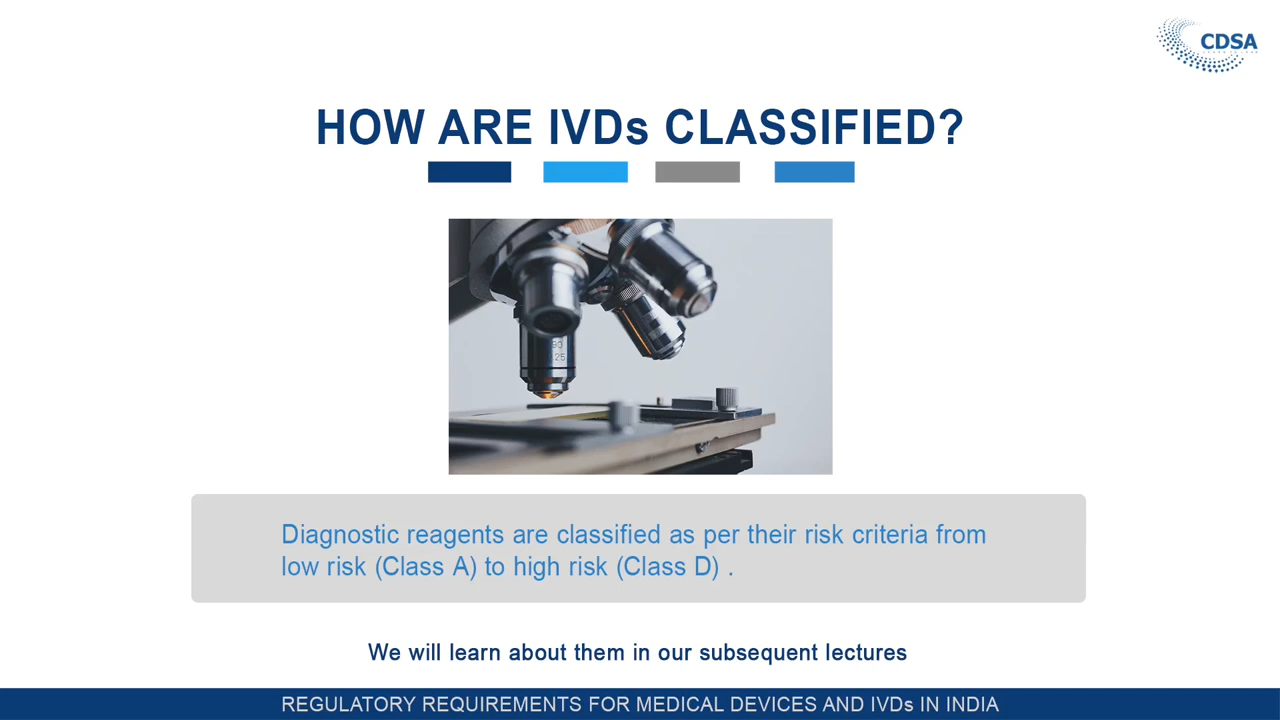 CDSA
HOW ARE IVDs CLASSIFIED?
Diagnostic reagents are classified as per their risk criteria from
low risk (Class A) to high risk (Class D) .
We will learn about them in our subsequent lectures
REGULATORY REQUIREMENTS FOR MEDICAL DEVICES AND IVDs IN INDIA